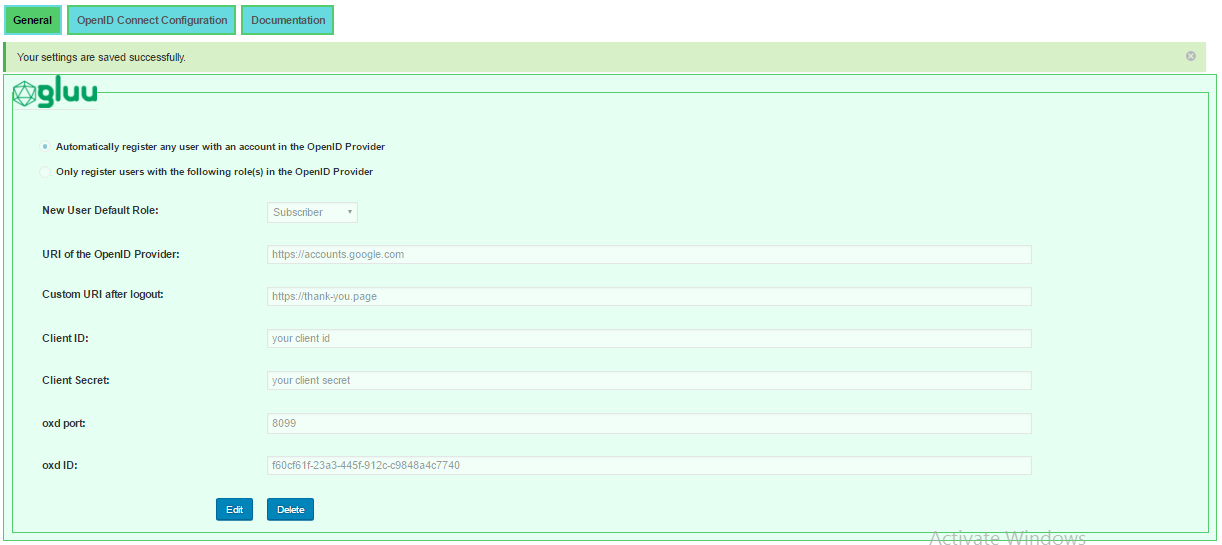 General OpenID Connect Configuration Documentation
Your settings are saved successfully.
gluu
Automatically register any user with an account in the OpenID Provider
Only register users with the following role(s) in the OpenID Provider
New User Default Role: Subscriber
URI of the OpenID Provider: https://accounts.google.com
Custom URI after logout: https://thank-you.page
Client ID: your client id
Client Secret: your client secret
oxd port: 8099
oxd ID: f60cf61f-23a3-445f-912c-c9848a4c7740
Edit Delete
Activate Windows